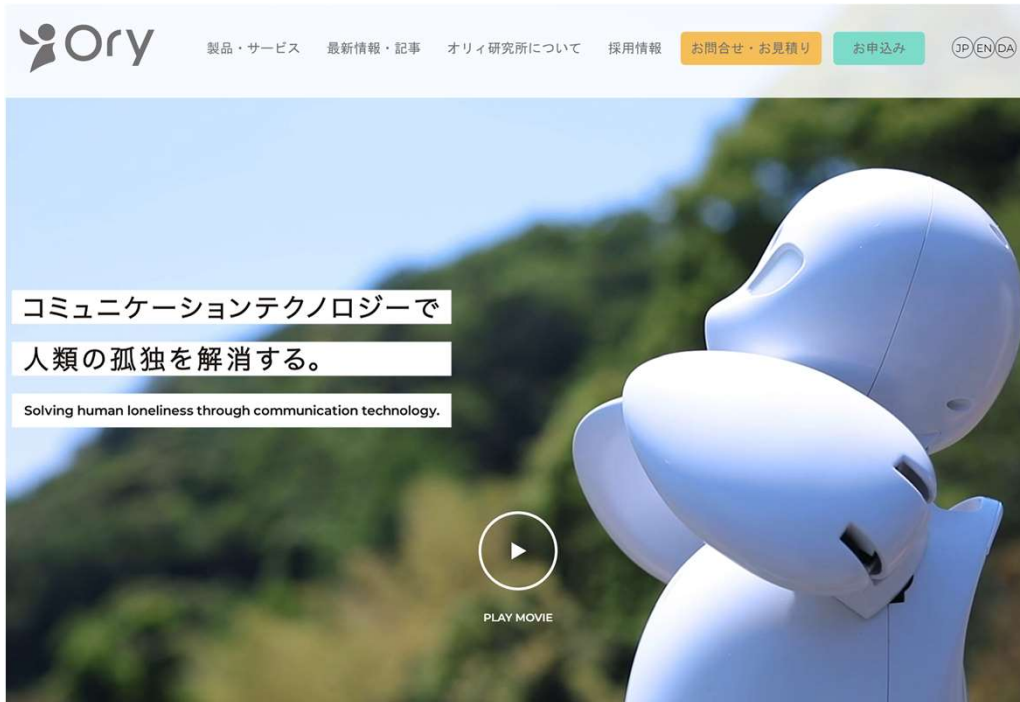 Ory
製品・サービス 最新情報・記事 オリィ研究所について 採用情報 お問合せ・お見積り お申込み JP EN DA
コミュニケーションテクノロジーで
人類の孤独を解消する。
Solving human loneliness through communication technology.
PLAY MOVIE